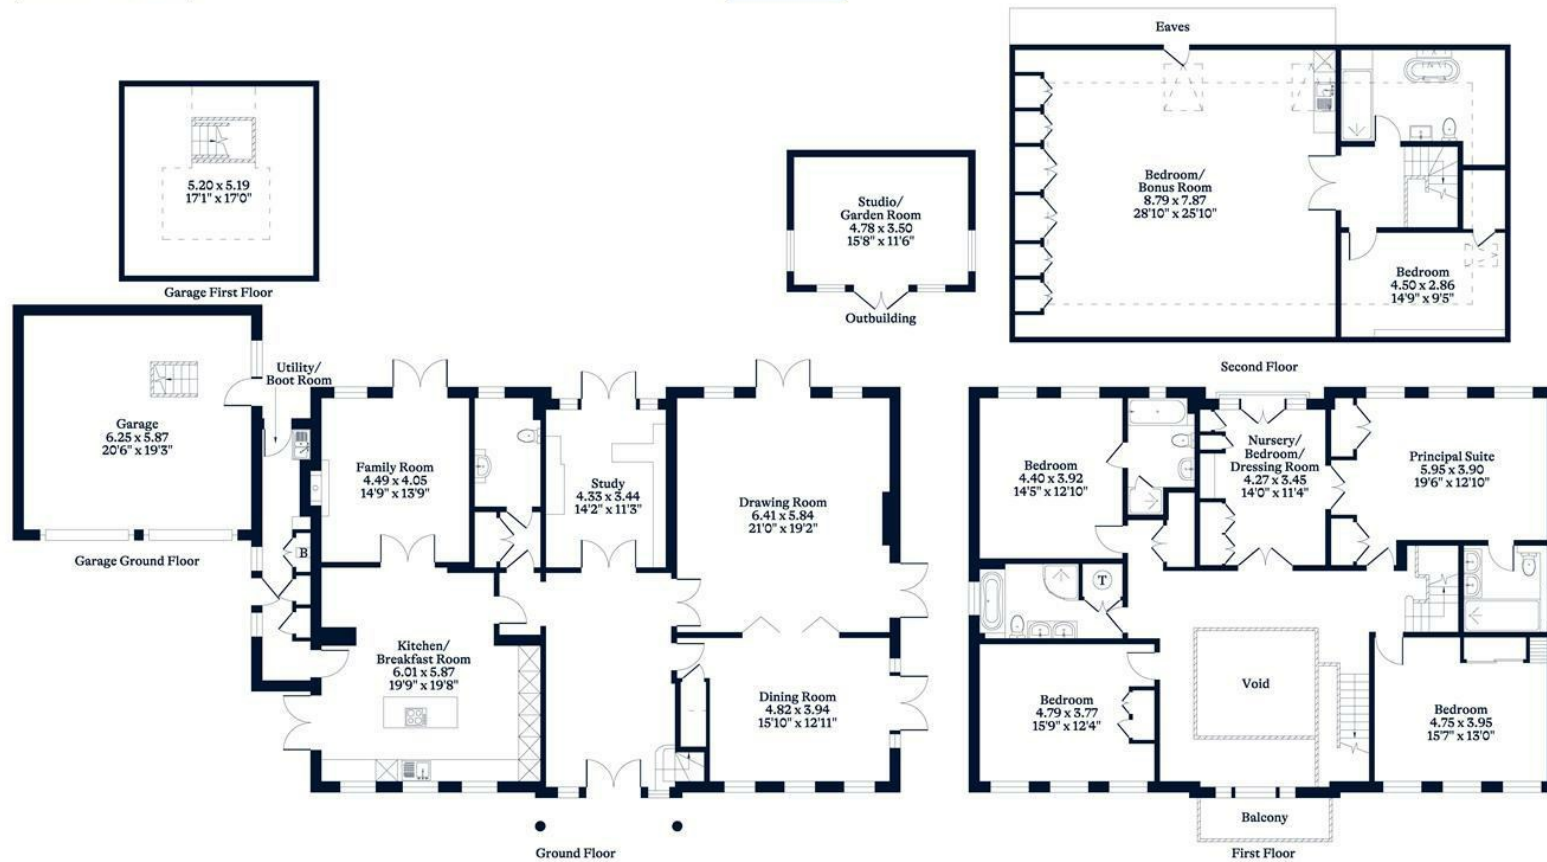 Eaves
5.20 x 5.19
17'1" x 17'0"
Garage First Floor
Studio/
Garden Room
4.78 x 3.50
15'8" x 11'6"
Outbuilding
Bedroom/
Bonus Room
8.79 x 7.87
28'10" x 25'10"
Bedroom
4.50 x 2.86
14'9" x 9'5"
Second Floor
Garage
6.25 x 5.87
20'6" x 19'3"
Garage Ground Floor
Utility/
Boot Room
B
Family Room
4.49 x 4.05
14'9" x 13'9"
Study
4.33 x 3.44
14'2" x 11'3"
Drawing Room
6.41 x 5.84
21'0" x 19'2"
Kitchen/
Breakfast Room
6.01 x 5.87
19'9" x 19'8"
Dining Room
4.82 x 3.94
15'10" x 12'11"
Ground Floor
Bedroom
4.40 x 3.92
14'5" x 12'10"
Nursery/
Bedroom/
Dressing Room
4.27 x 3.45
14'0" x 11'4"
Principal Suite
5.95 x 3.90
19'6" x 12'10"
T
Bedroom
4.79 x 3.77
15'9" x 12'4"
Void
Bedroom
4.75 x 3.95
15'7" x 13'0"
Balcony
First Floor